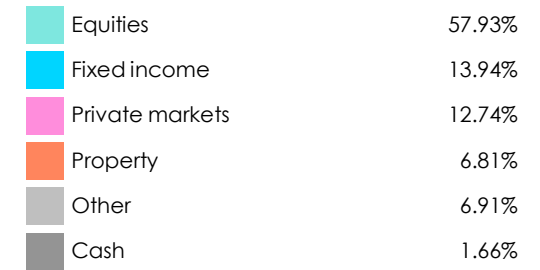 Equities 57.93%
Fixed income 13.94%
Private markets 12.74%
Property 6.81%
Other 6.91%
Cash 1.66%